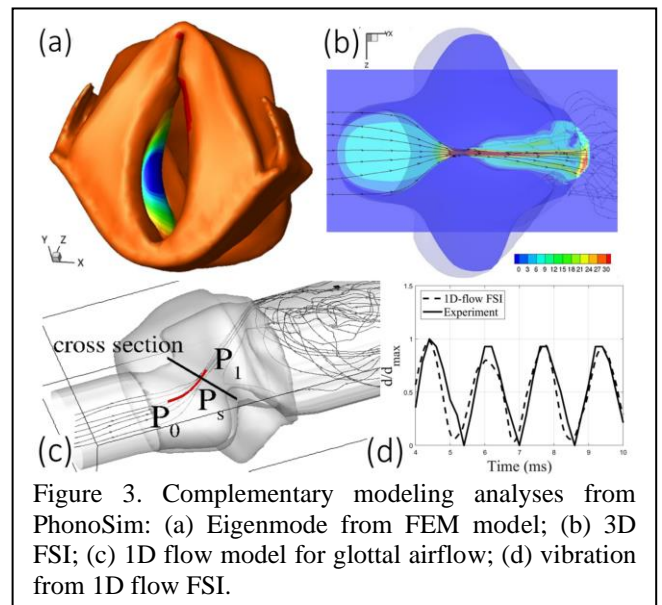 (a)
(b)
YX
Z
Y Z
X
0 3 6 9 12 15 18 21 24 27 30
cross section
P1
Ps
P0
(c)
(d)
1D-flow FSI
Experiment
d/dmax
1.5
1
0.5
0
4 5 6 7 8 9 10
Time (ms)
Figure 3. Complementary modeling analyses from
PhonoSim: (a) Eigenmode from FEM model; (b) 3D
FSI; (c) 1D flow model for glottal airflow; (d) vibration
from 1D flow FSI.